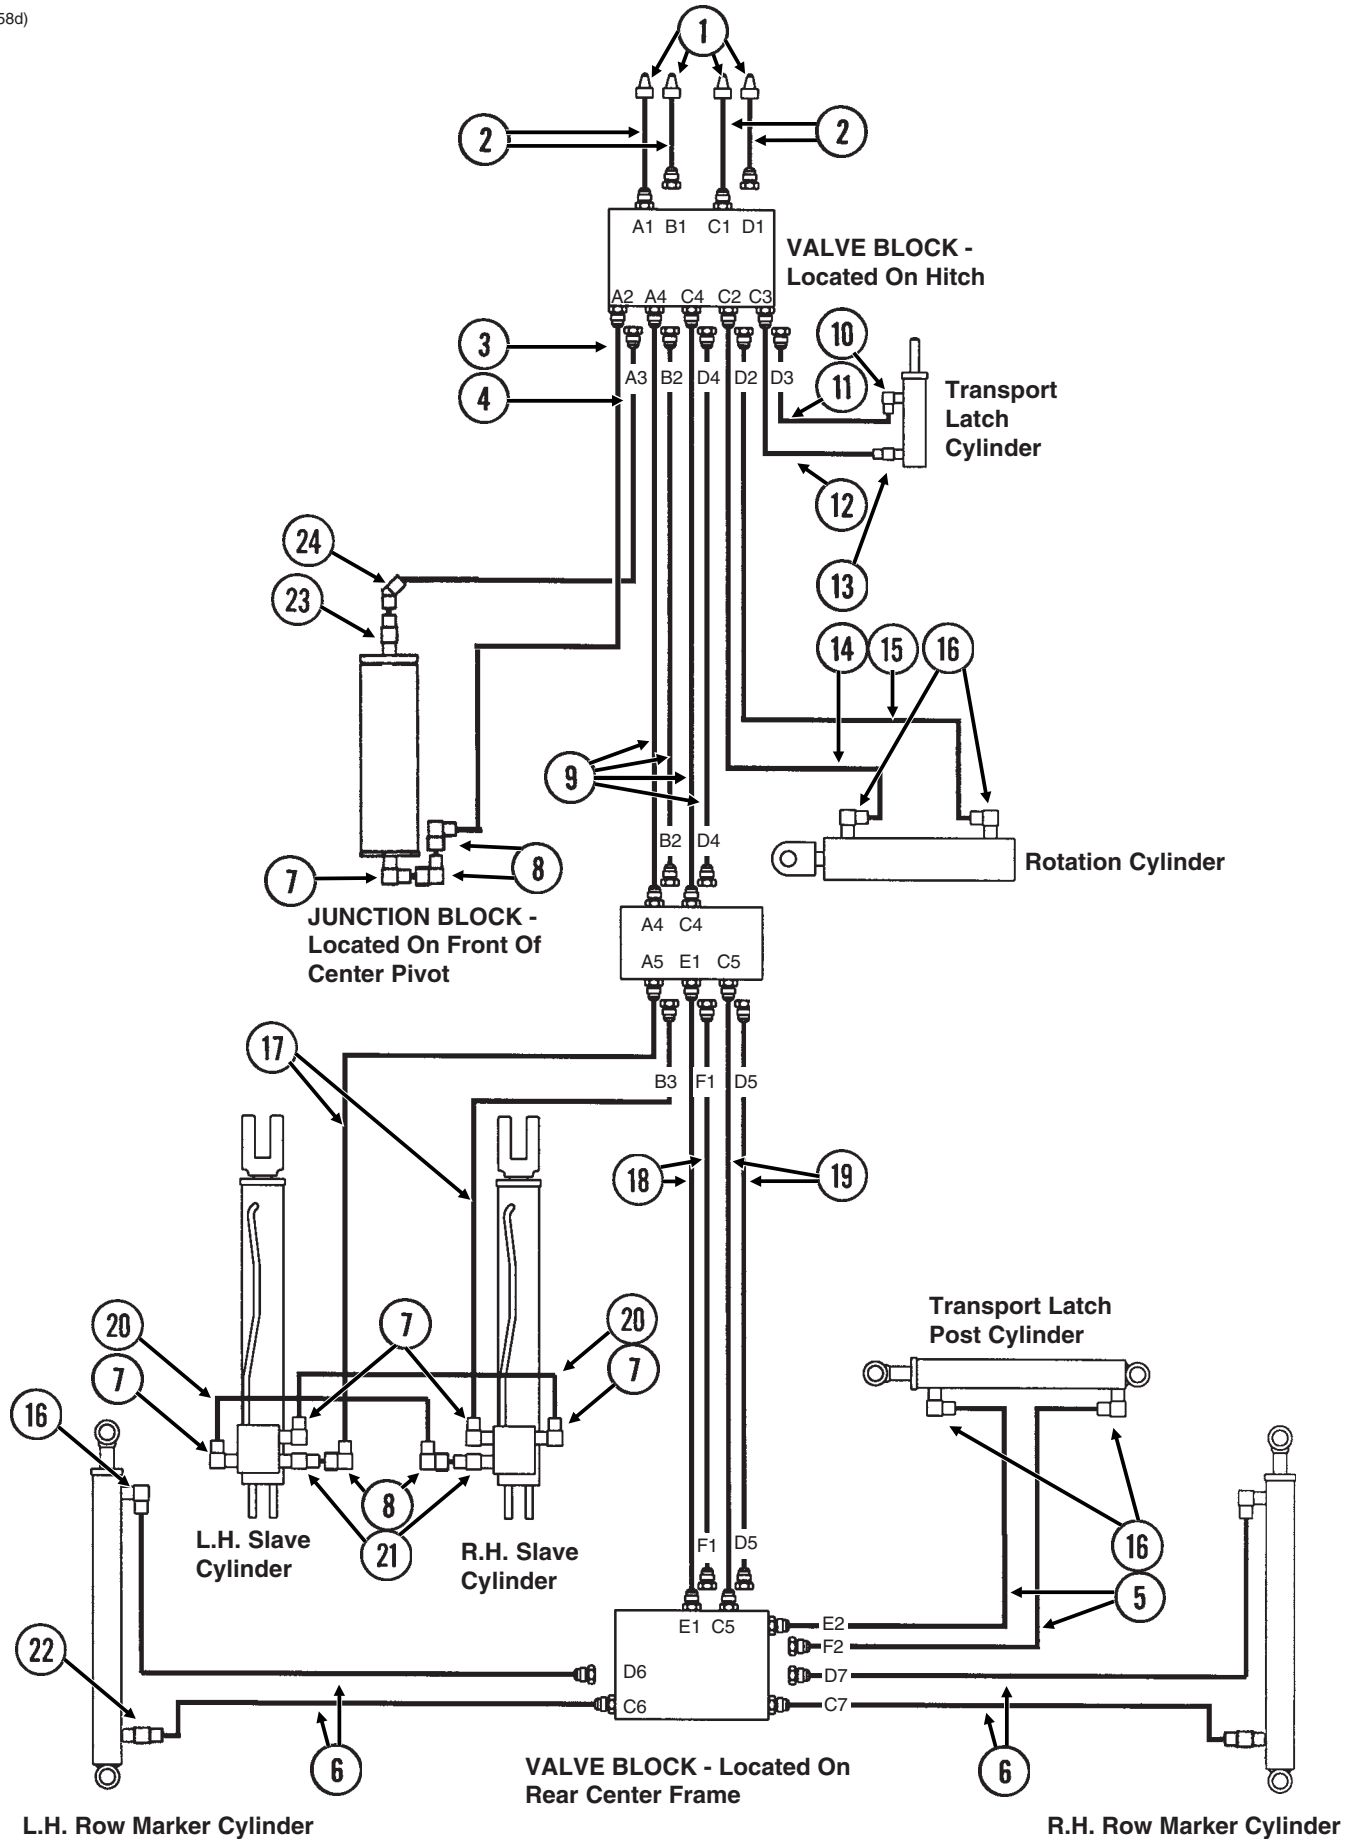 58d)
1
2
2
A1 B1 C1 D1
VALVE BLOCK -
Located On Hitch
A2 A4 C4 C2 C3
3
10
A3 B2 D4 D2 D3
11
4
Transport
Latch
Cylinder
12
24
13
23
14 15 16
9
B2 D4
Rotation Cylinder
7
8
JUNCTION BLOCK -
Located On Front Of
Center Pivot
A4 C4
A5 E1 C5
17
B3 F1 D5
18
19
Transport Latch
Post Cylinder
20
7
20
7
7
16
8
21
L.H. Slave
Cylinder
R.H. Slave
Cylinder
F1 D5
16
5
E1 C5
E2
F2
22
D6
D7
C6
C7
6
6
VALVE BLOCK - Located On
Rear Center Frame
L.H. Row Marker Cylinder
R.H. Row Marker Cylinder